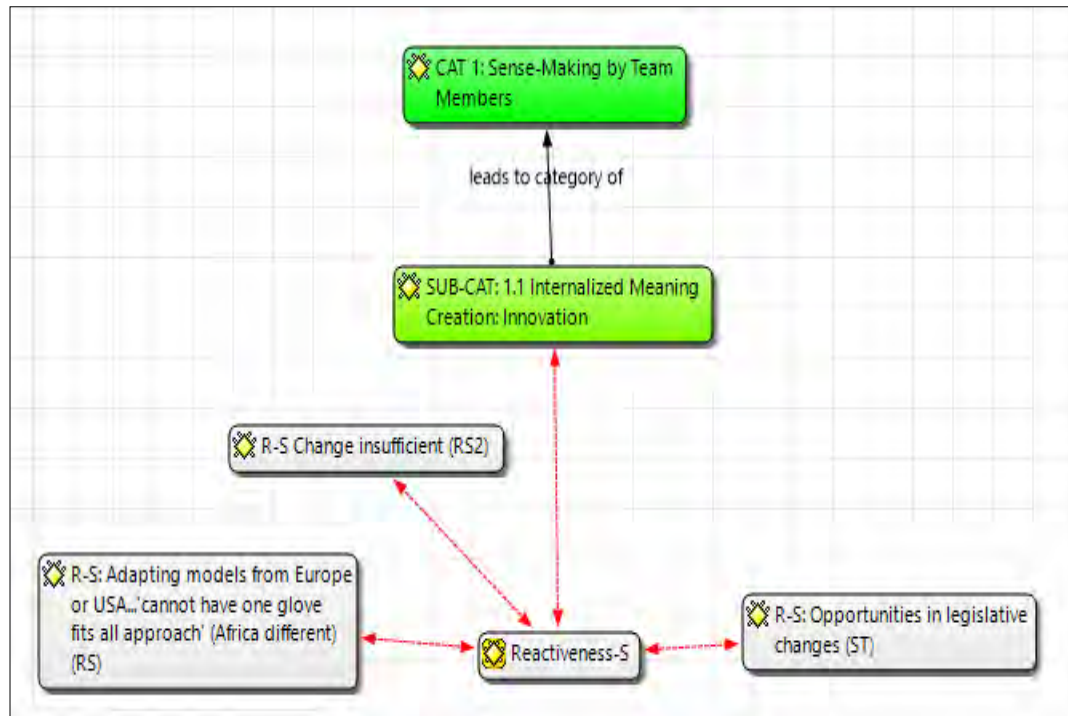 CAT 1: Sense-Making by Team
Members
leads to category of
SUB-CAT: 1.1 Internalized Meaning
Creation: Innovation
R-S Change insufficient (RS2)
R-S: Adapting models from Europe
or USA...'cannot have one glove
fits all approach' (Africa different)
(RS)
Reactiveness-S
R-S: Opportunities in legislative
changes (ST)